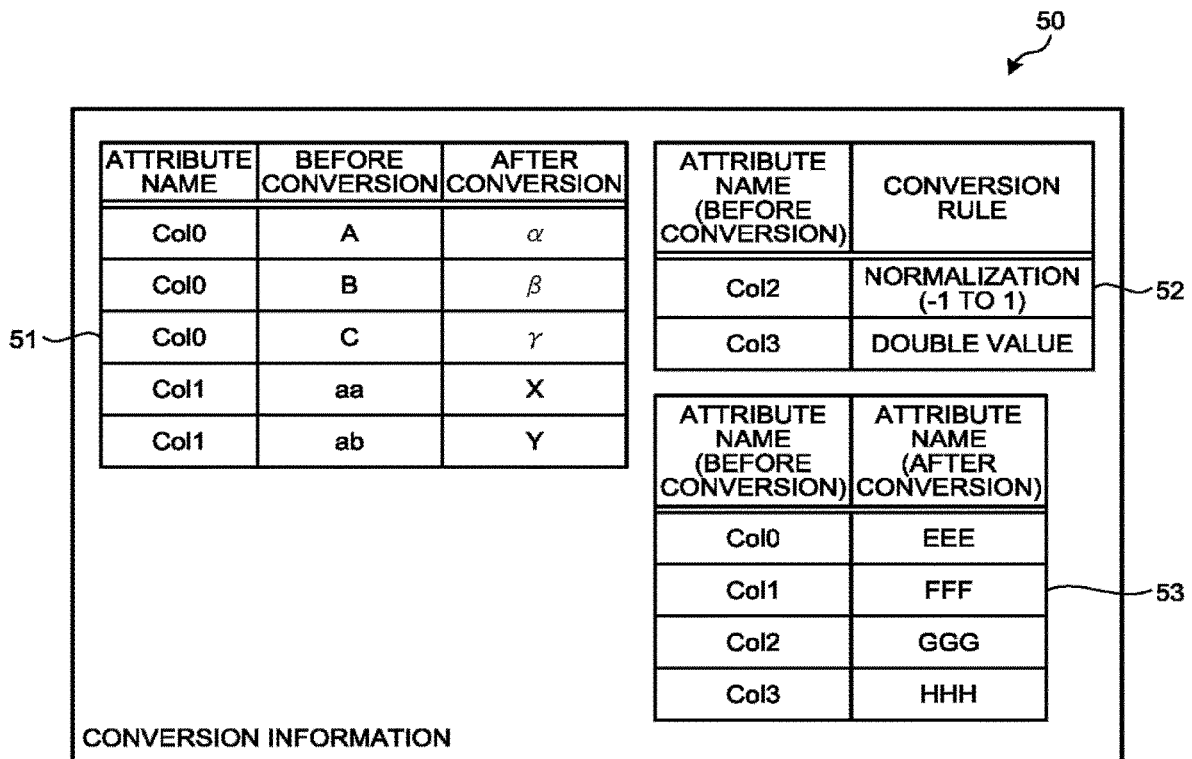 50
ATTRIBUTE NAME
BEFORE CONVERSION
AFTER CONVERSION
Col0 A α
Col0 B β
Col0 C γ
Col1 aa X
Col1 ab Y
51
ATTRIBUTE NAME (BEFORE CONVERSION)
CONVERSION RULE
Col2 NORMALIZATION (-1 TO 1)
Col3 DOUBLE VALUE
52
ATTRIBUTE NAME (BEFORE CONVERSION)
ATTRIBUTE NAME (AFTER CONVERSION)
Col0 EEE
Col1 FFF
Col2 GGG
Col3 HHH
53
CONVERSION INFORMATION